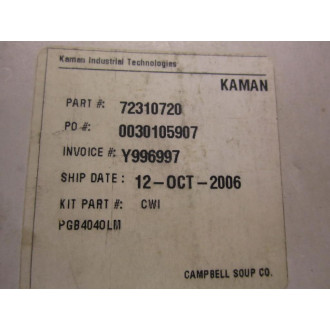 Kaman Industrial Technologies
KAMAN
PART #: 72310720
PO #: 0030105907
INVOICE #: Y996997
SHIP DATE: 12-OCT-2006
KIT PART #: CWI
PGB4040LM
CAMPBELL SOUP CO.